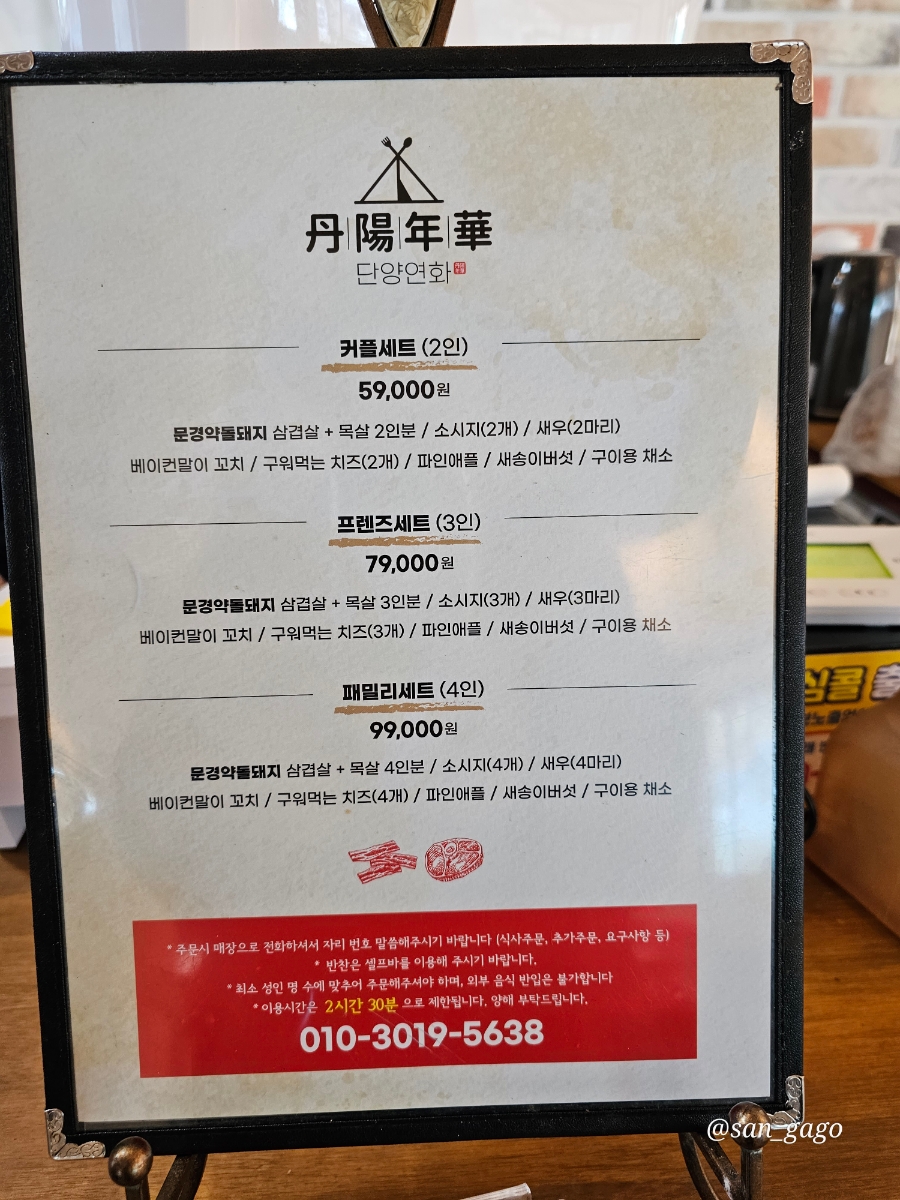 丹陽年華
단양연화
커플세트 (2인)
59,000원
문경약돌돼지 삼겹살 + 목살 2인분 / 소시지(2개) / 새우(2마리)
베이컨말이 꼬치 / 구워먹는 치즈(2개) / 파인애플 / 새송이버섯 / 구이용 채소
프렌즈세트 (3인)
79,000원
문경약돌돼지 삼겹살 + 목살 3인분 / 소시지(3개) / 새우(3마리)
베이컨말이 꼬치 / 구워먹는 치즈(3개) / 파인애플 / 새송이버섯 / 구이용 채소
패밀리세트 (4인)
99,000원
문경약돌돼지 삼겹살 + 목살 4인분 / 소시지(4개) / 새우(4마리)
베이컨말이 꼬치 / 구워먹는 치즈(4개) / 파인애플 / 새송이버섯 / 구이용 채소
* 주문시 매장으로 전화하셔서 자리 번호 말씀해주시기 바랍니다 (식사주문, 추가주문, 요구사항 등)
* 반찬은 셀프바를 이용해 주시기 바랍니다.
* 최소 성인 명 수에 맞추어 주문해주셔야 하며, 외부 음식 반입은 불가합니다
* 이용시간은 2시간 30분 으로 제한됩니다. 양해 부탁드립니다.
010-3019-5638
@san_gago